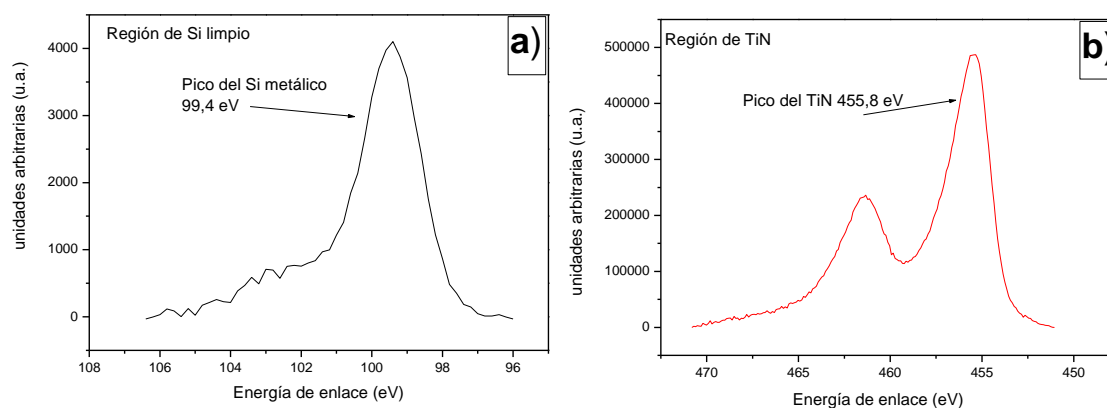 Región de Si limpio
a)
Pico del Si metálico
99,4 eV
unidades arbitrarias (u.a.)
4000
3000
2000
1000
0
108
106
104
102
100
98
96
Energía de enlace (eV)
Región de TiN
b)
Pico del TiN 455,8 eV
unidades arbitrarias (u.a.)
500000
400000
300000
200000
100000
0
470
465
460
455
450
Energía de enlace (eV)